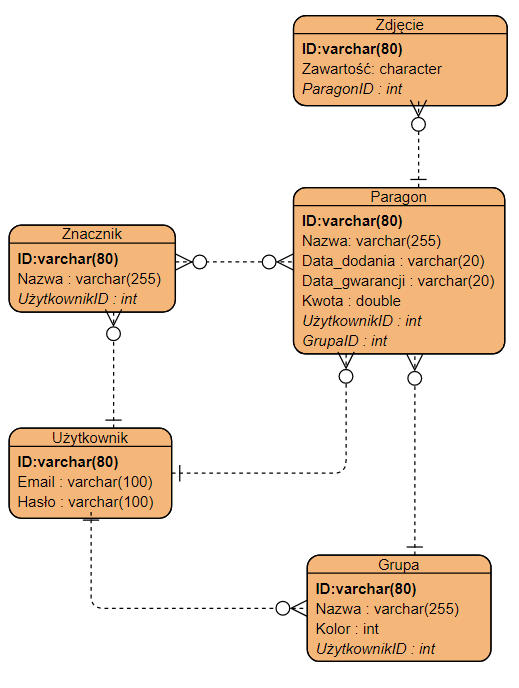 Zdjęcie
ID:varchar(80)
Zawartość: character
ParagonID : int
Paragon
ID:varchar(80)
Nazwa: varchar(255)
Data_dodania : varchar(20)
Data_gwarancji : varchar(20)
Kwota : double
UżytkownikID : int
GrupaID : int
Znacznik
ID:varchar(80)
Nazwa : varchar(255)
UżytkownikID : int
Użytkownik
ID:varchar(80)
Email : varchar(100)
Hasło : varchar(100)
Grupa
ID:varchar(80)
Nazwa : varchar(255)
Kolor : int
UżytkownikID : int